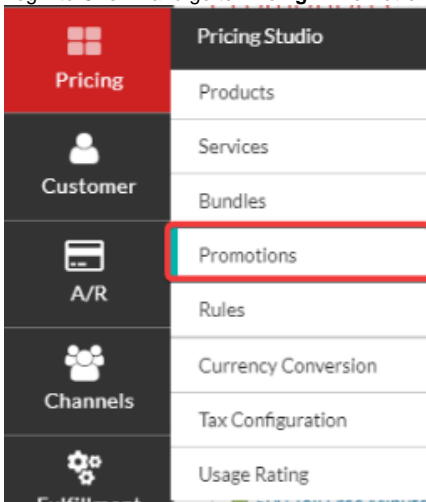 Pricing Studio
Pricing
Products
Services
Customer
Bundles
Promotions
A/R
Rules
Currency Conversion
Channels
Tax Configuration
Usage Rating